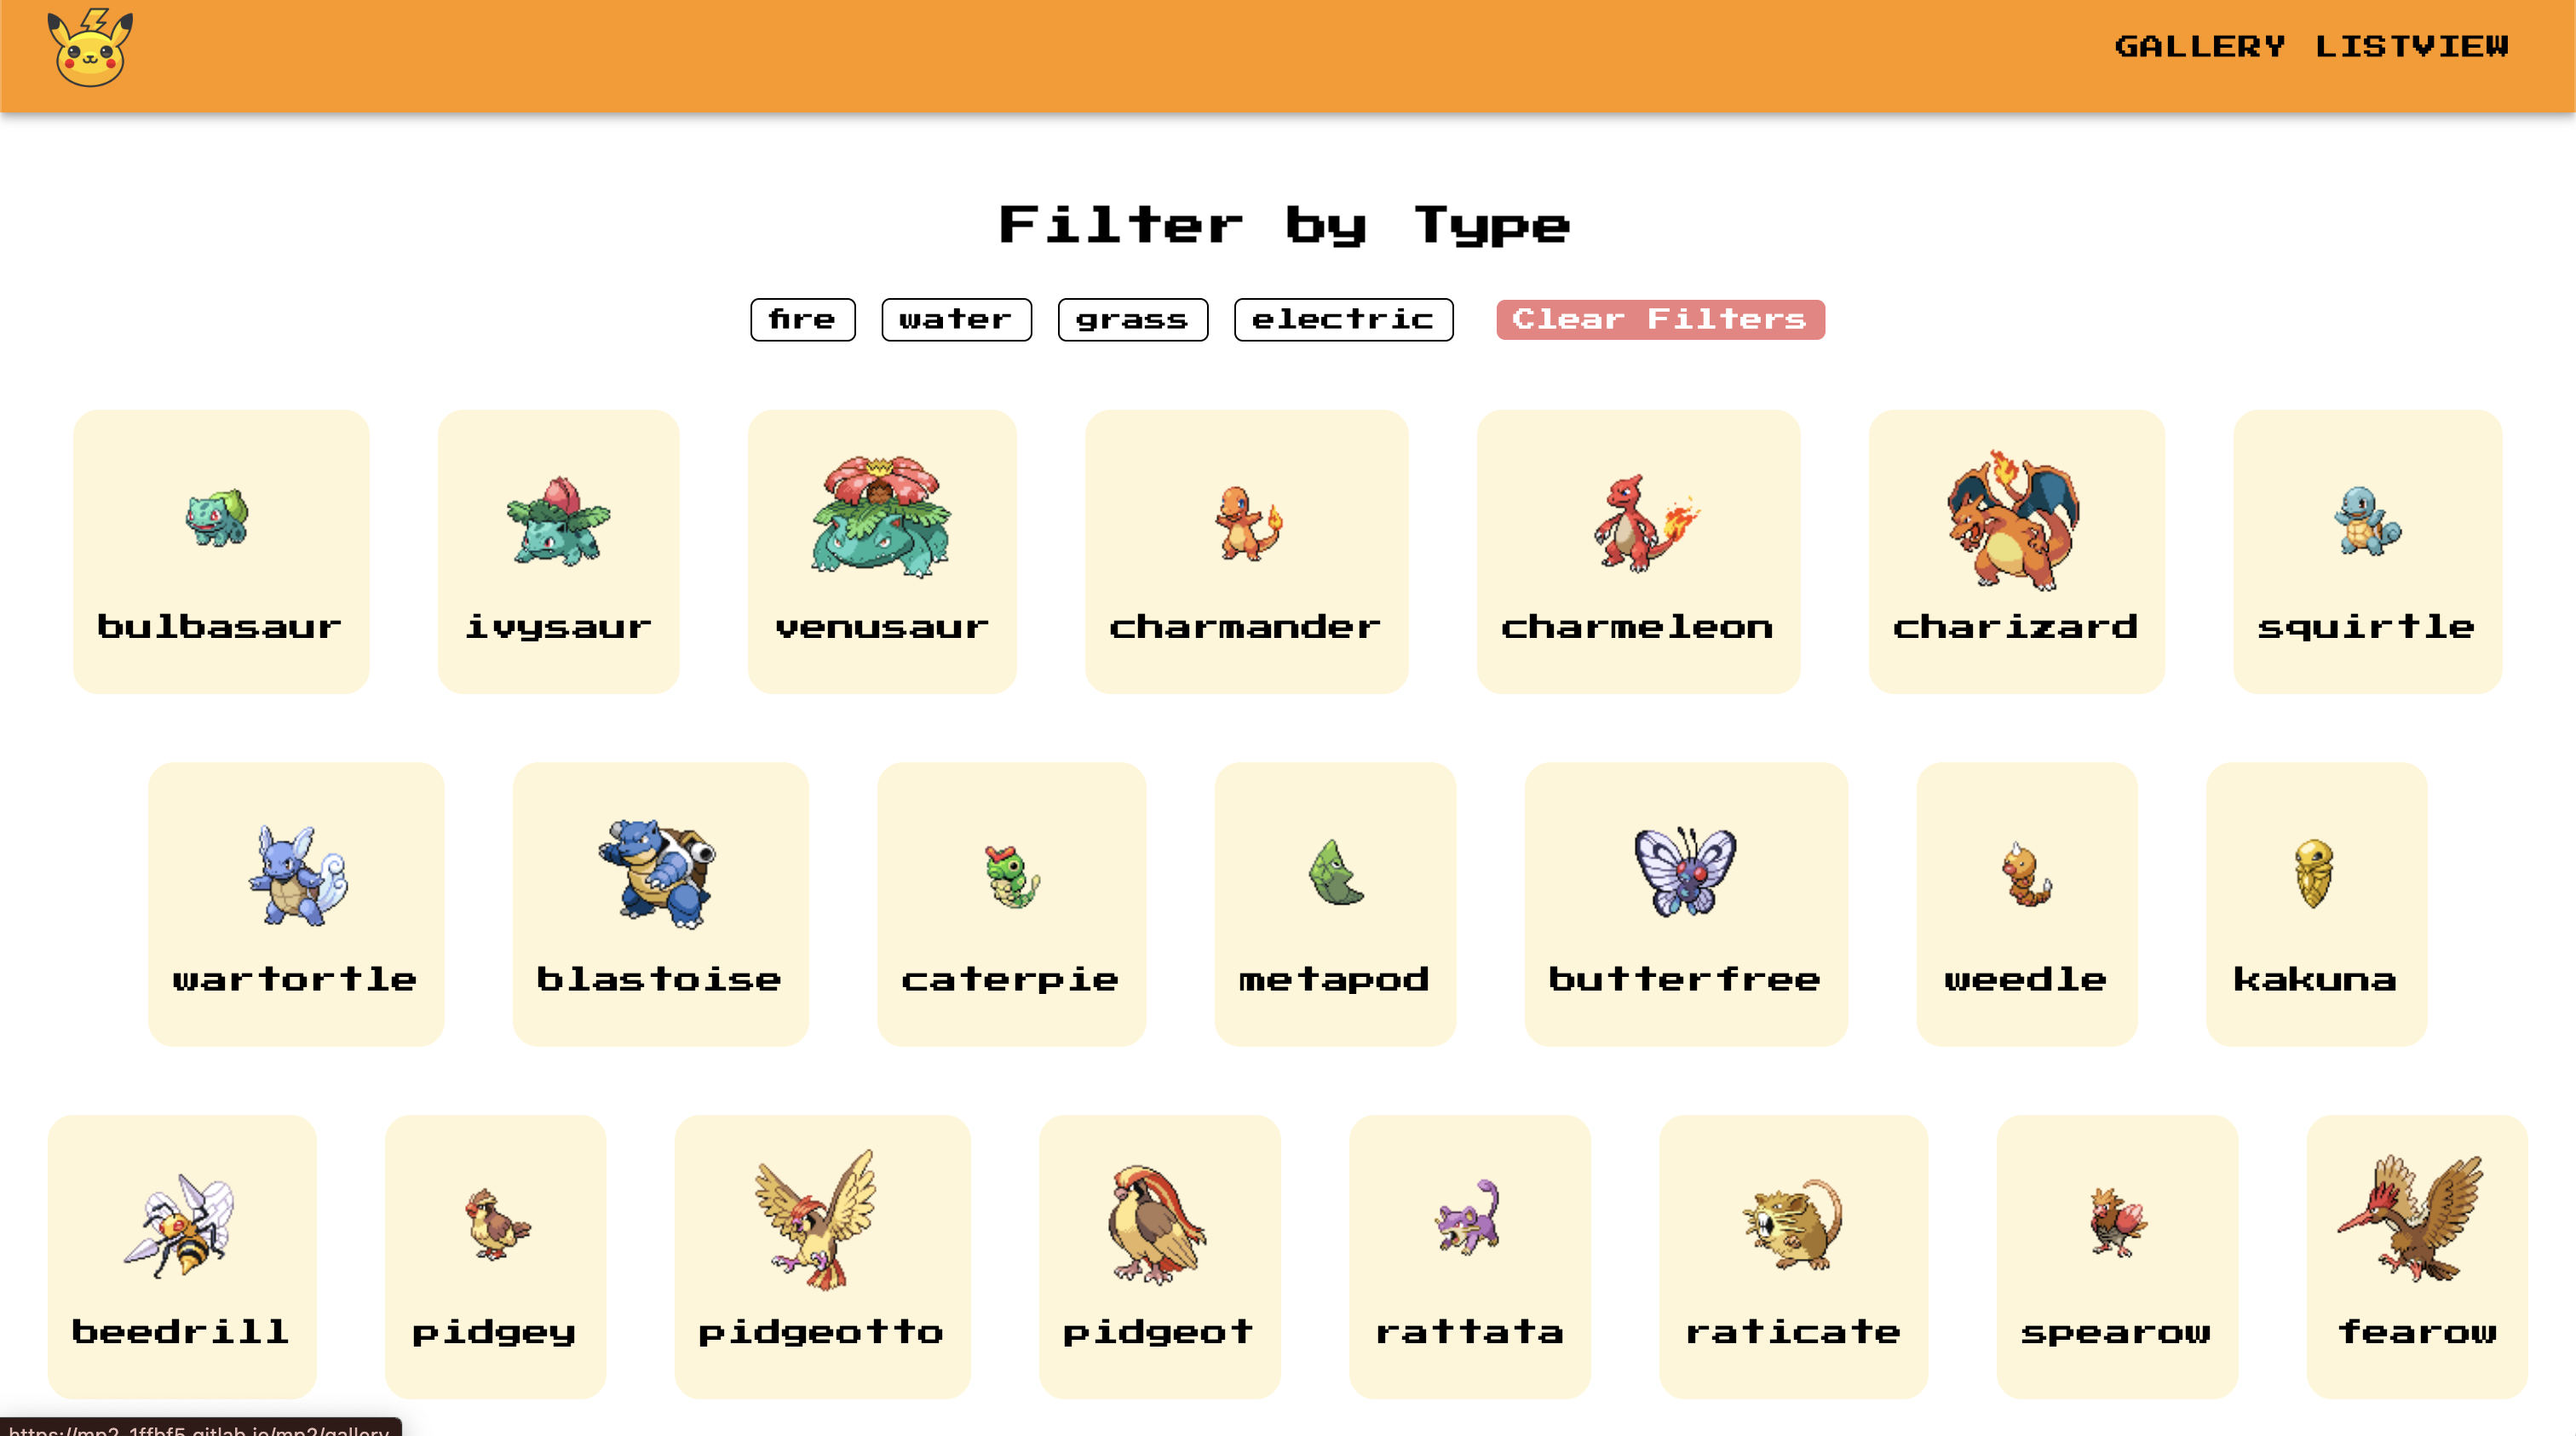 GALLERY LISTVIEW
Filter by Type
fire water grass electric Clear Filters
bulbasaur ivysaur venusaur charmander charmeleon charizard squirtle
wartortle blastoise caterpie metapod butterfree weedle kakuna
beedrill pidgey pidgeotto pidgeot rattata raticate spearow fearow
https://mp2-1ffbf5.gitlab.io/mp2/gallery